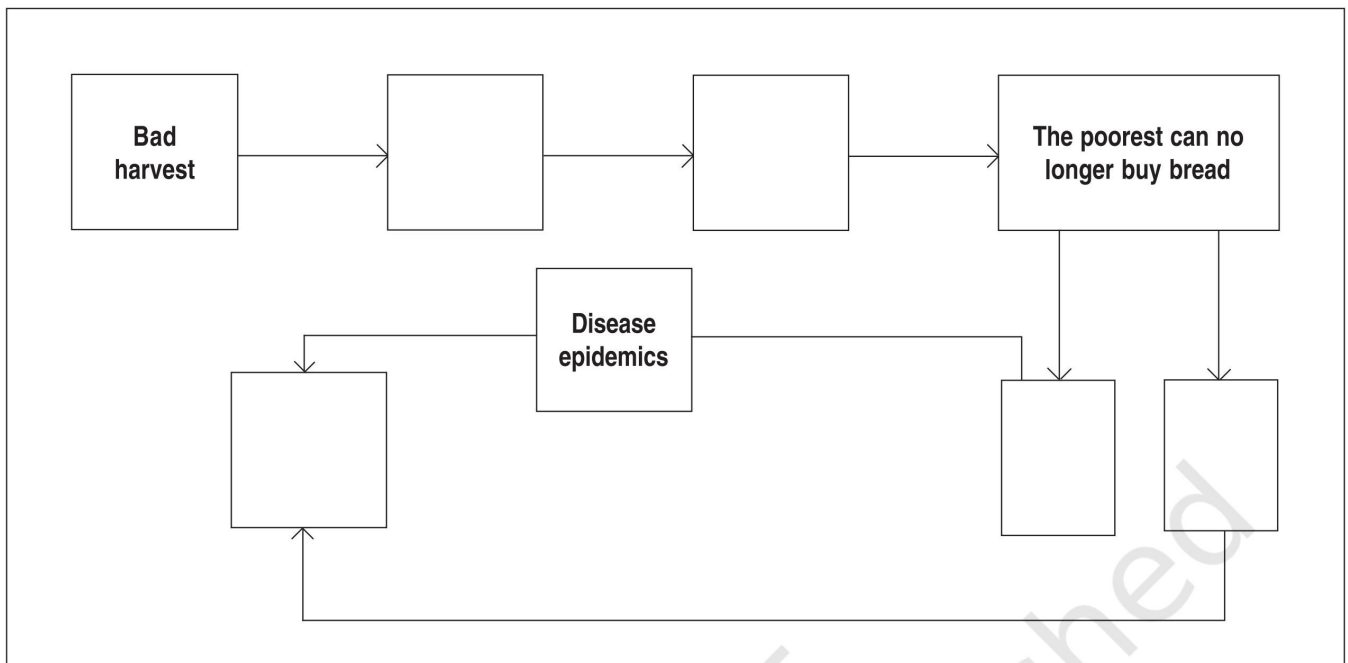 Bad
harvest
The poorest can no
longer buy bread
Disease
epidemics